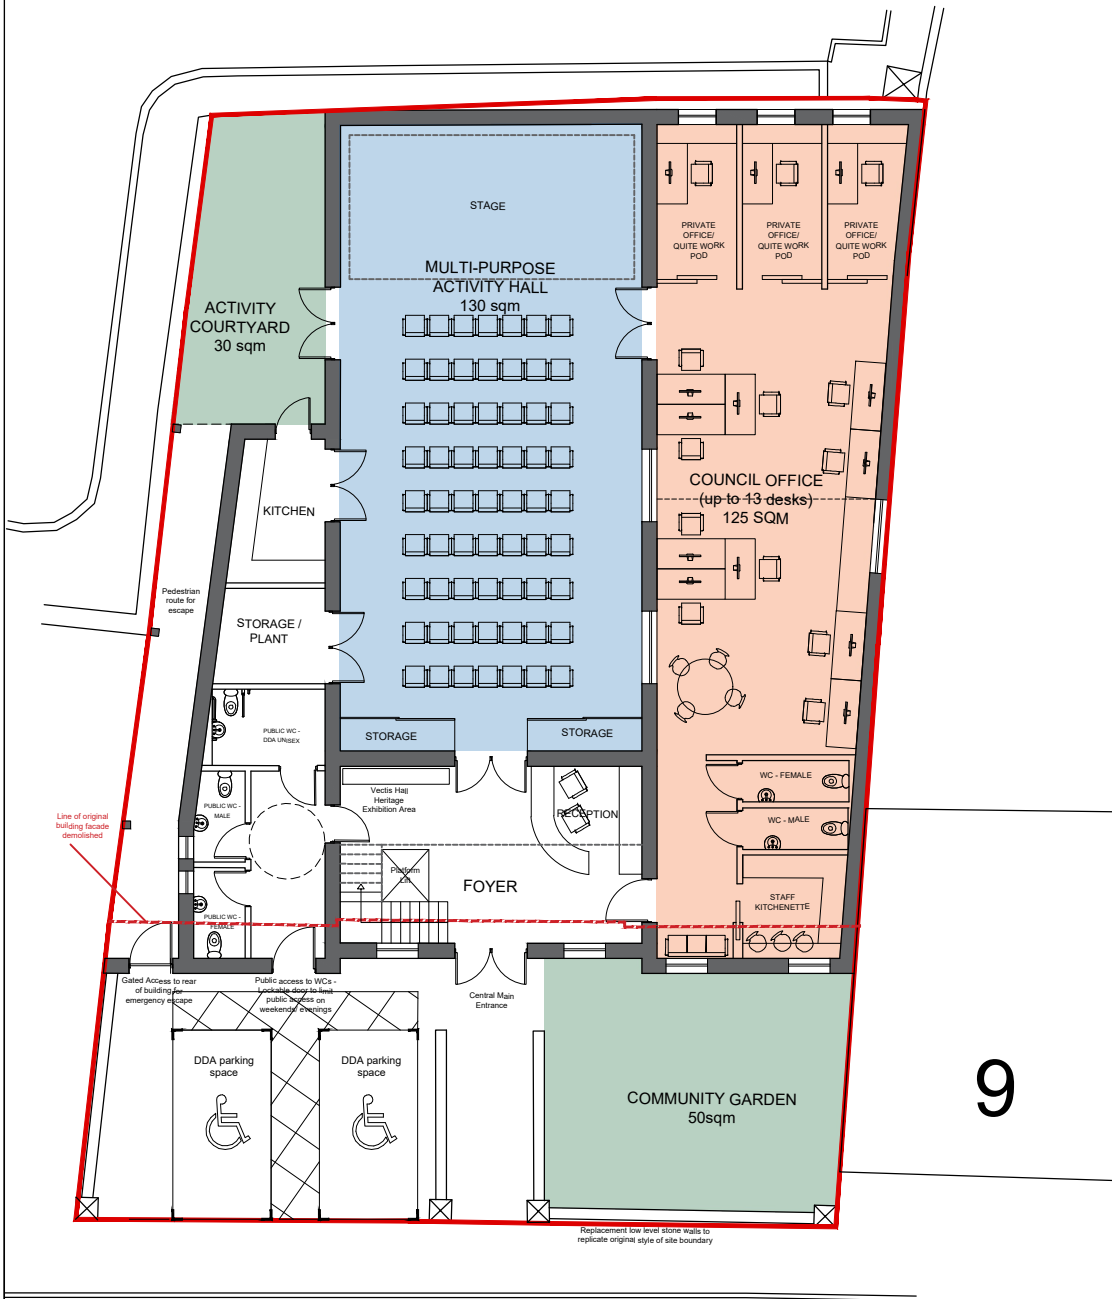 STAGE
MULTI-PURPOSE
ACTIVITY HALL
130 sqm
PRIVATE
OFFICE/
QUITE WORK
POD
PRIVATE
OFFICE/
QUITE WORK
POD
PRIVATE
OFFICE/
QUITE WORK
POD
ACTIVITY
COURTYARD
30 sqm
COUNCIL OFFICE
(up to 13 desks)
125 SQM
KITCHEN
Pedestrian
route for
escape
STORAGE /
PLANT
PUBLIC WC -
DDA UNISEX
STORAGE
STORAGE
WC - FEMALE
WC - MALE
Vectis Hall
Heritage
Exhibition Area
RECEPTION
PUBLIC WC -
MALE
Line of original
building facade
demolished
Platform
Lift
FOYER
STAFF
KITCHENETTE
PUBLIC WC -
FEMALE
Gated Access to rear
of building for
emergency escape
Public access to WCs -
Lockable door to limit
public access on
weekends/ evenings
Central Main
Entrance
DDA parking
space
DDA parking
space
COMMUNITY GARDEN
50sqm
9
Replacement low level stone walls to
replicate original style of site boundary